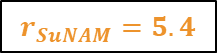 r_SuNAM = 5.4